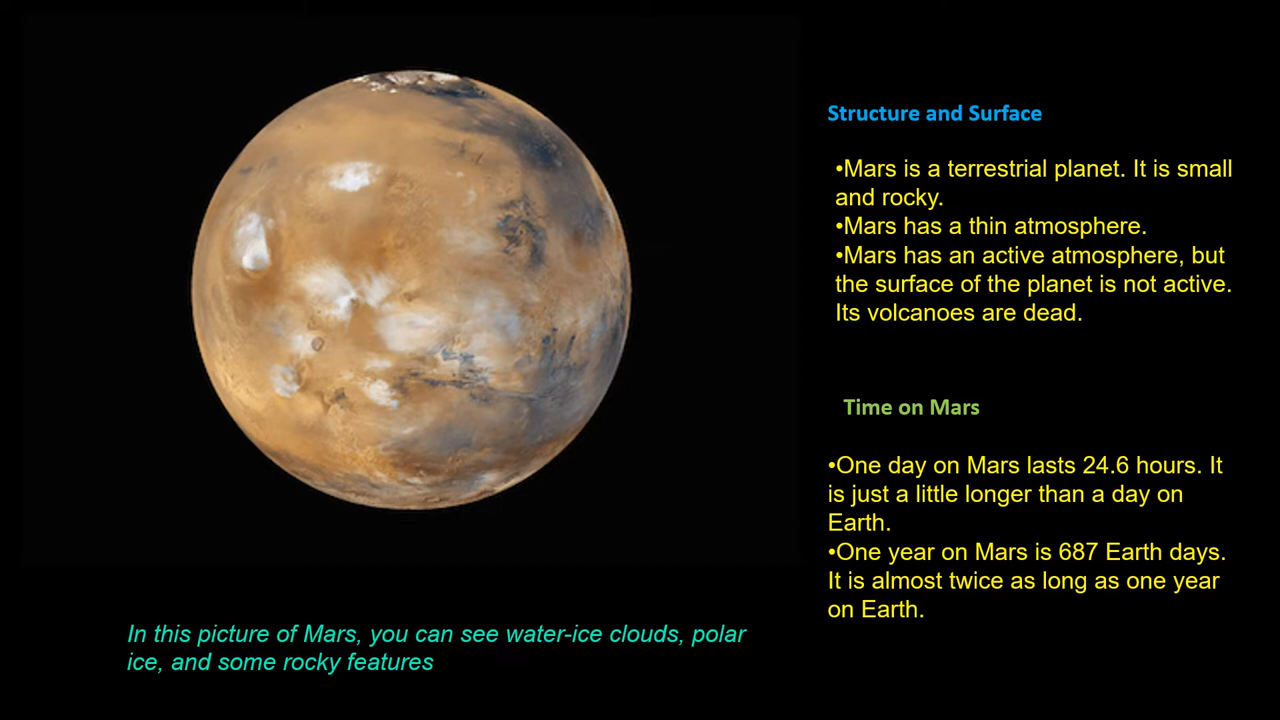 Structure and Surface
•Mars is a terrestrial planet. It is small
and rocky.
•Mars has a thin atmosphere.
•Mars has an active atmosphere, but
the surface of the planet is not active.
Its volcanoes are dead.
Time on Mars
•One day on Mars lasts 24.6 hours. It
is just a little longer than a day on
Earth.
•One year on Mars is 687 Earth days.
It is almost twice as long as one year
on Earth.
In this picture of Mars, you can see water-ice clouds, polar
ice, and some rocky features